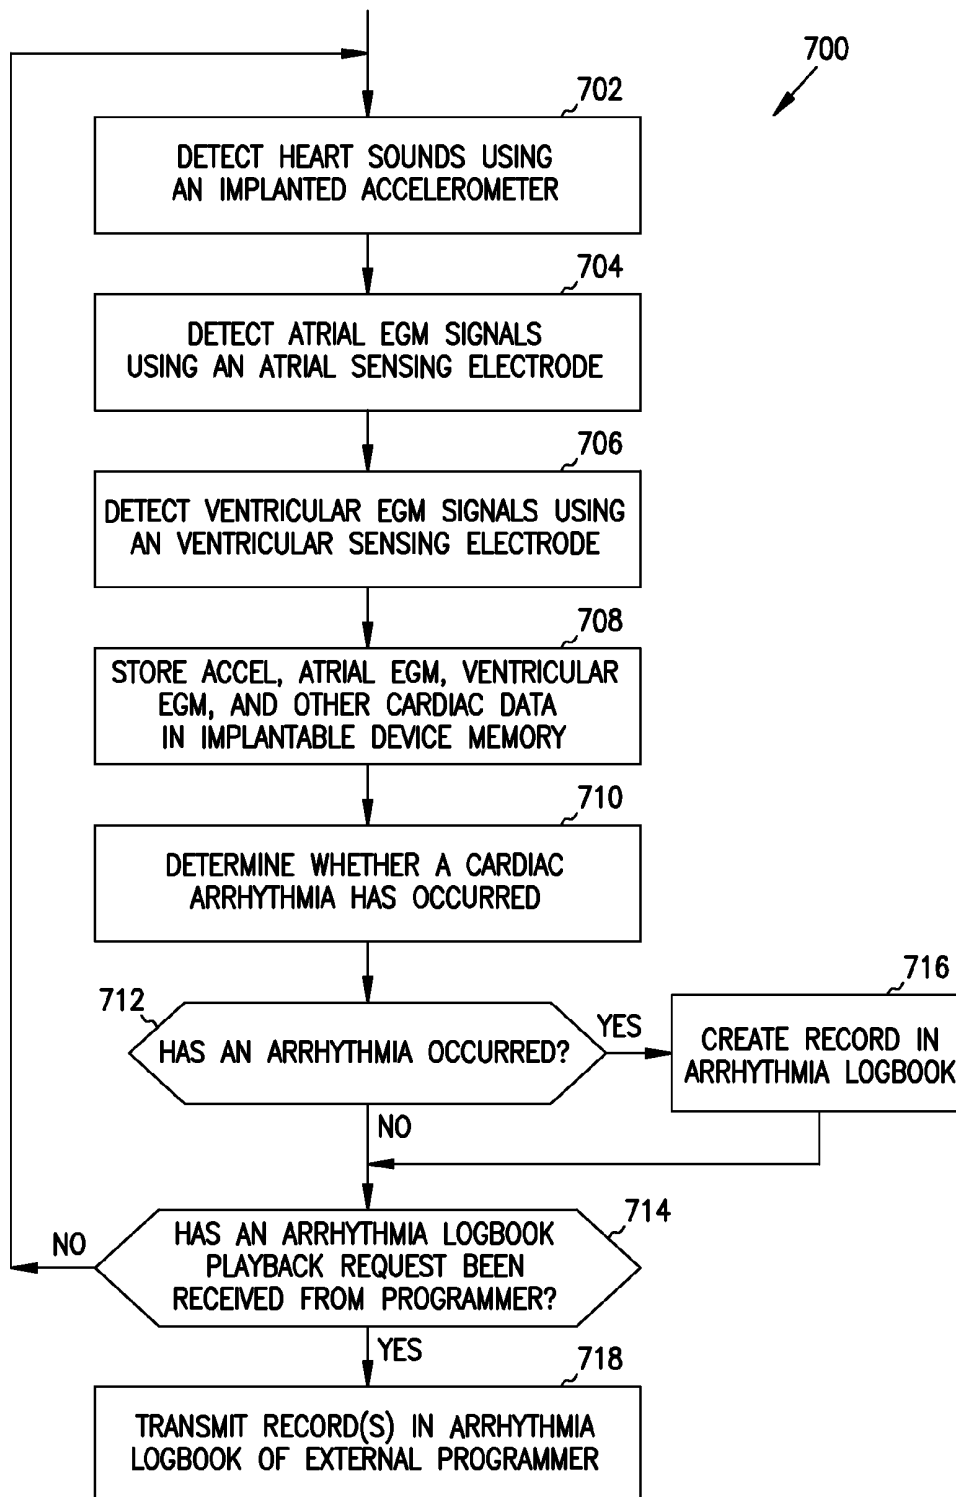 700
702
DETECT HEART SOUNDS USING
AN IMPLANTED ACCELEROMETER
704
DETECT ATRIAL EGM SIGNALS
USING AN ATRIAL SENSING ELECTRODE
706
DETECT VENTRICULAR EGM SIGNALS USING
AN VENTRICULAR SENSING ELECTRODE
708
STORE ACCEL, ATRIAL EGM, VENTRICULAR
EGM, AND OTHER CARDIAC DATA
IN IMPLANTABLE DEVICE MEMORY
710
DETERMINE WHETHER A CARDIAC
ARRHYTHMIA HAS OCCURRED
712
HAS AN ARRHYTHMIA OCCURRED?
YES
716
CREATE RECORD IN
ARRHYTHMIA LOGBOOK
NO
714
HAS AN ARRHYTHMIA LOGBOOK
PLAYBACK REQUEST BEEN
RECEIVED FROM PROGRAMMER?
NO
YES
718
TRANSMIT RECORD(S) IN ARRHYTHMIA
LOGBOOK OF EXTERNAL PROGRAMMER